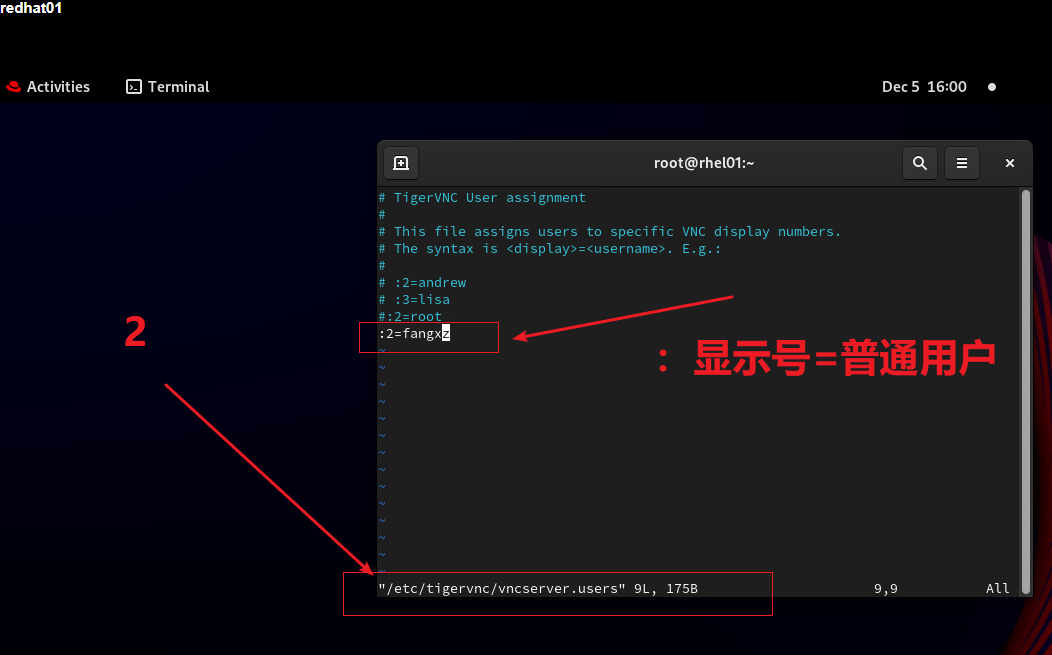 redhat01
Activities Terminal Dec 5 16:00
root@rhel01:~
# TigerVNC User assignment
#
# This file assigns users to specific VNC display numbers.
# The syntax is <display>=<username>. E.g.:
#
# :2=andrew
# :3=lisa
#:2=root
:2=fangxz
2
：显示号=普通用户
~
~
~
~
~
~
~
~
~
~
~
~
~
~
"/etc/tigervnc/vncserver.users" 9L, 175B 9,9 All